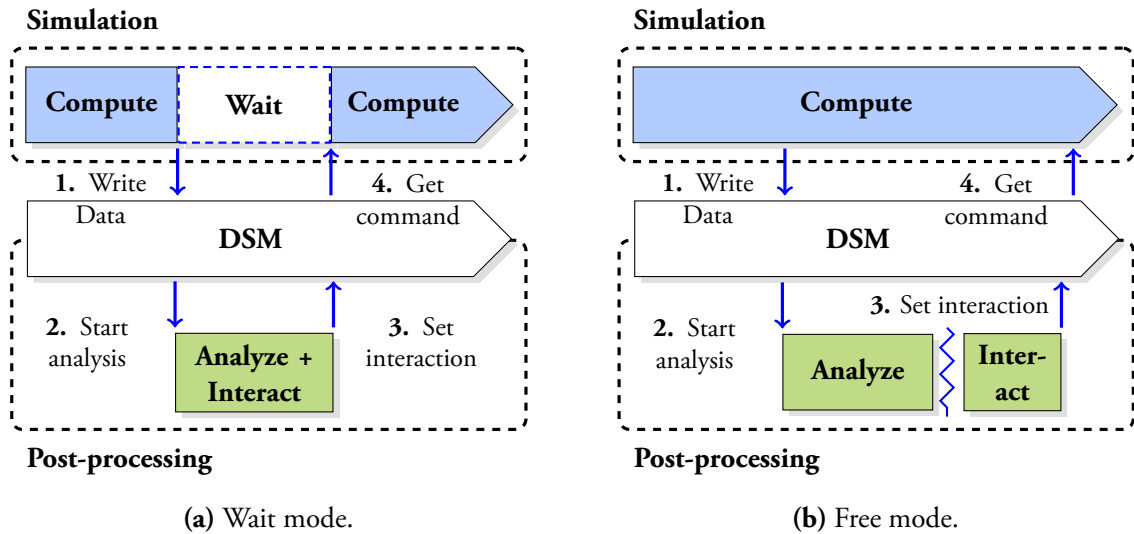 Simulation
Compute
Wait
Compute
1. Write
Data
4. Get
command
DSM
2. Start
analysis
3. Set
interaction
Analyze +
Interact
Post-processing
(a) Wait mode.
Simulation
Compute
1. Write
Data
4. Get
command
DSM
3. Set interaction
2. Start
analysis
Analyze
Inter-
act
Post-processing
(b) Free mode.